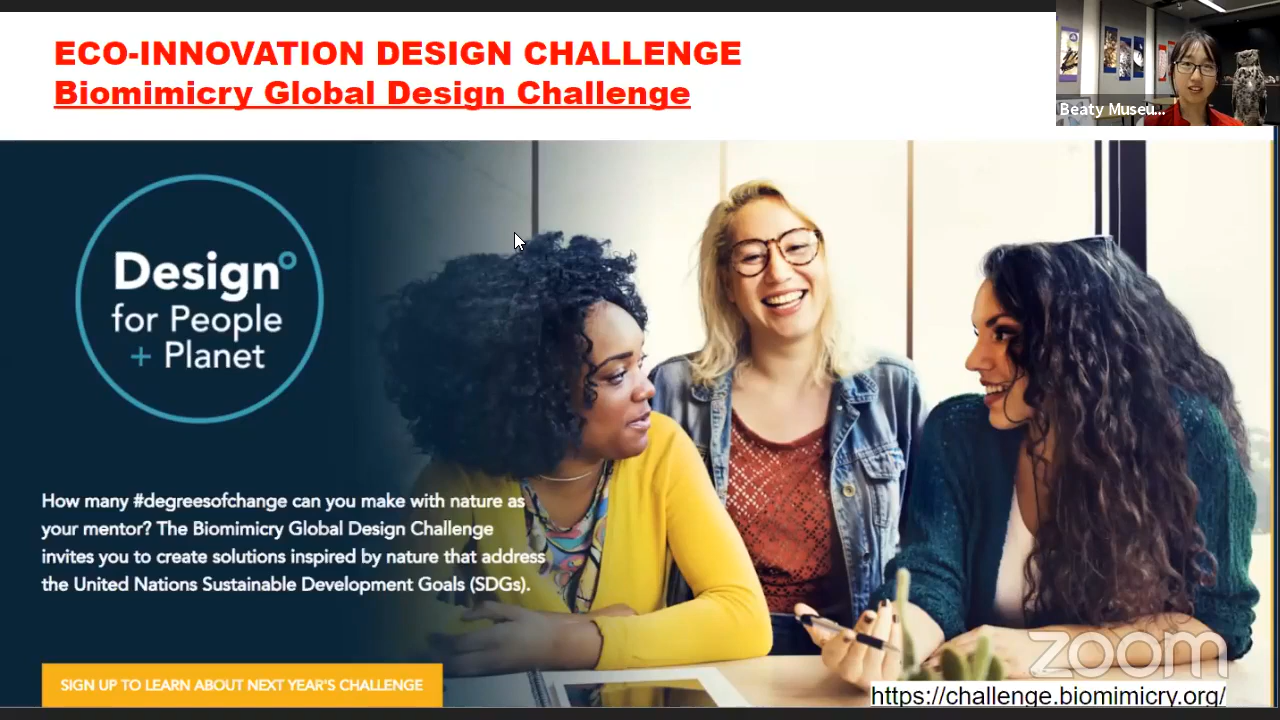 ECO-INNOVATION DESIGN CHALLENGE
Biomimicry Global Design Challenge
Beaty Museu...
Design°
for People
+ Planet
How many #degreesofchange can you make with nature as
your mentor? The Biomimicry Global Design Challenge
invites you to create solutions inspired by nature that address
the United Nations Sustainable Development Goals (SDGs).
SIGN UP TO LEARN ABOUT NEXT YEAR'S CHALLENGE
zoom
https://challenge.biomimicry.org/